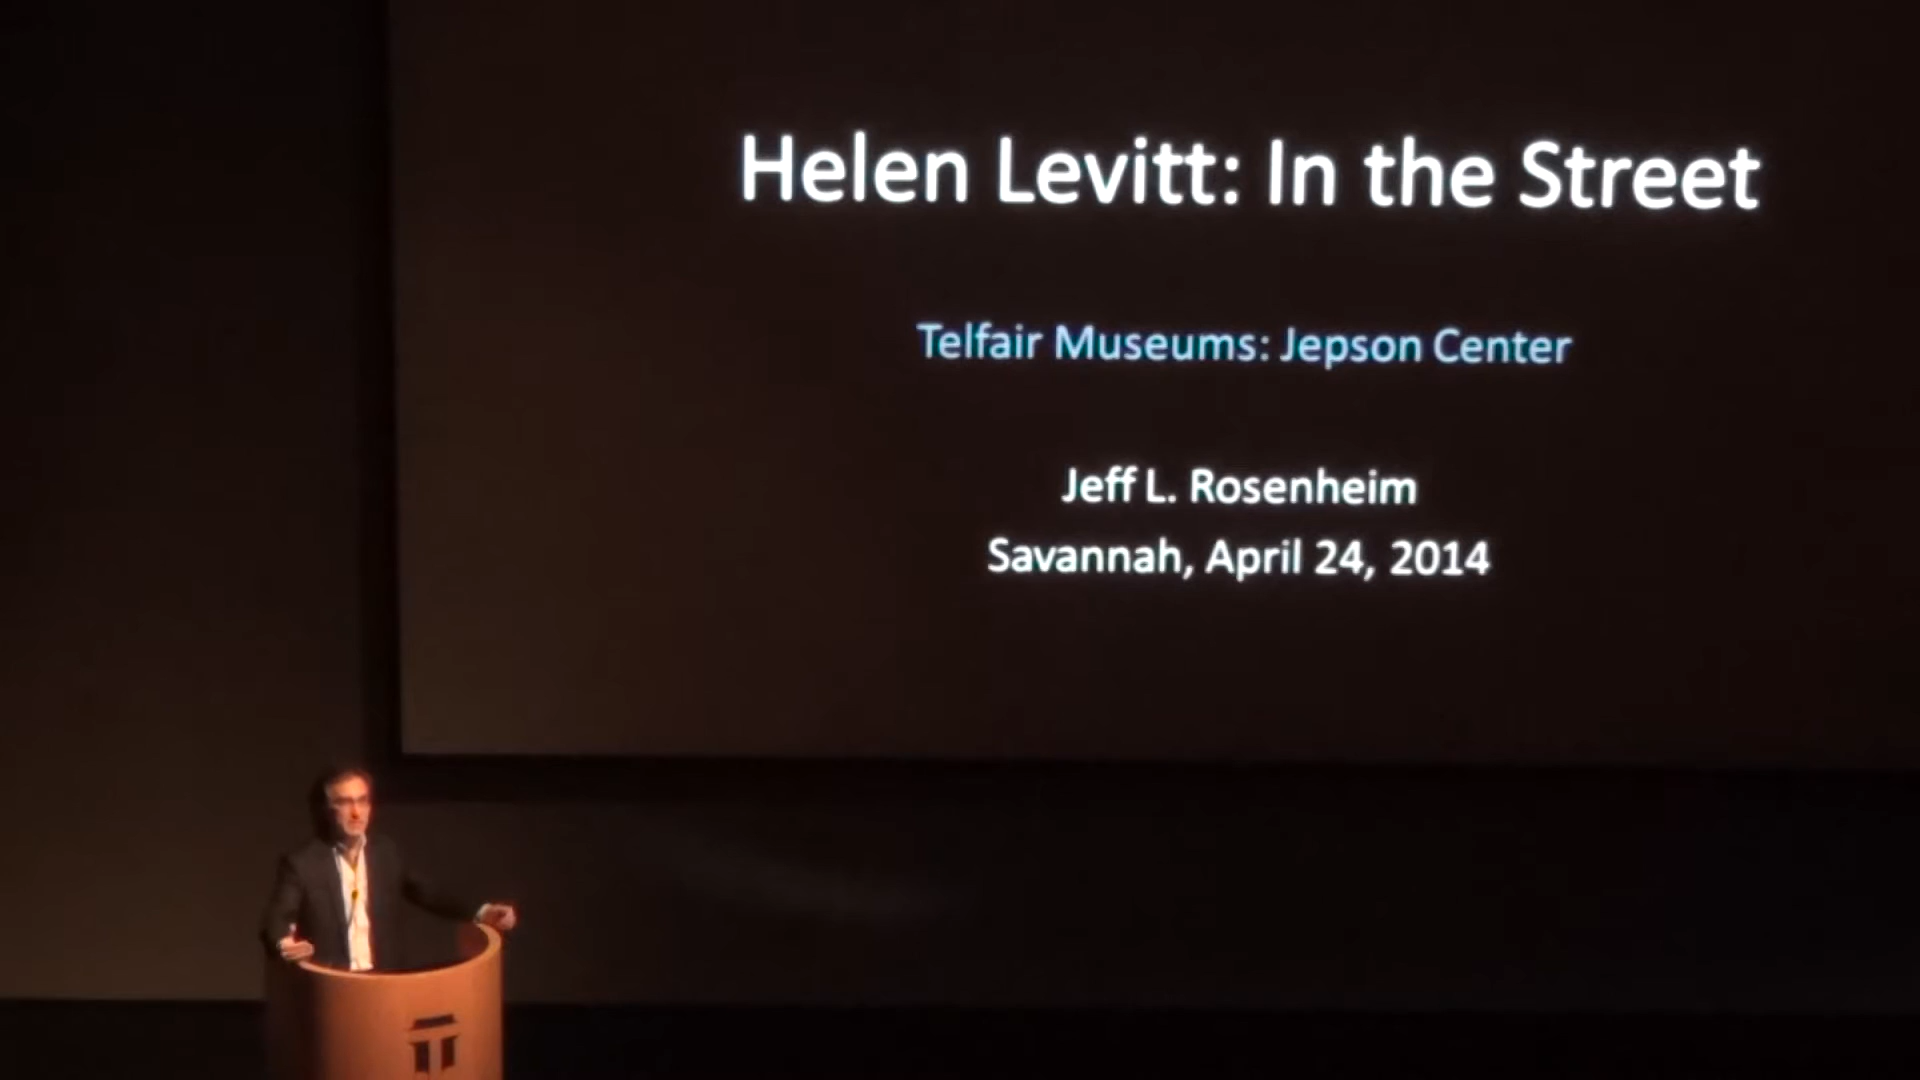 Helen Levitt: In the Street
Telfair Museums: Jepson Center
Jeff L. Rosenheim
Savannah, April 24, 2014